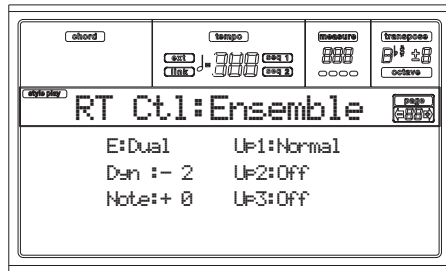 chord tempo measure transpose
ext seq 1
link seq 2
octave
style play RT Ctl:Ensemble page
E:Dual Up1:Normal
Dyn :- 2 Up2:Off
Note:+ 0 Up3:Off